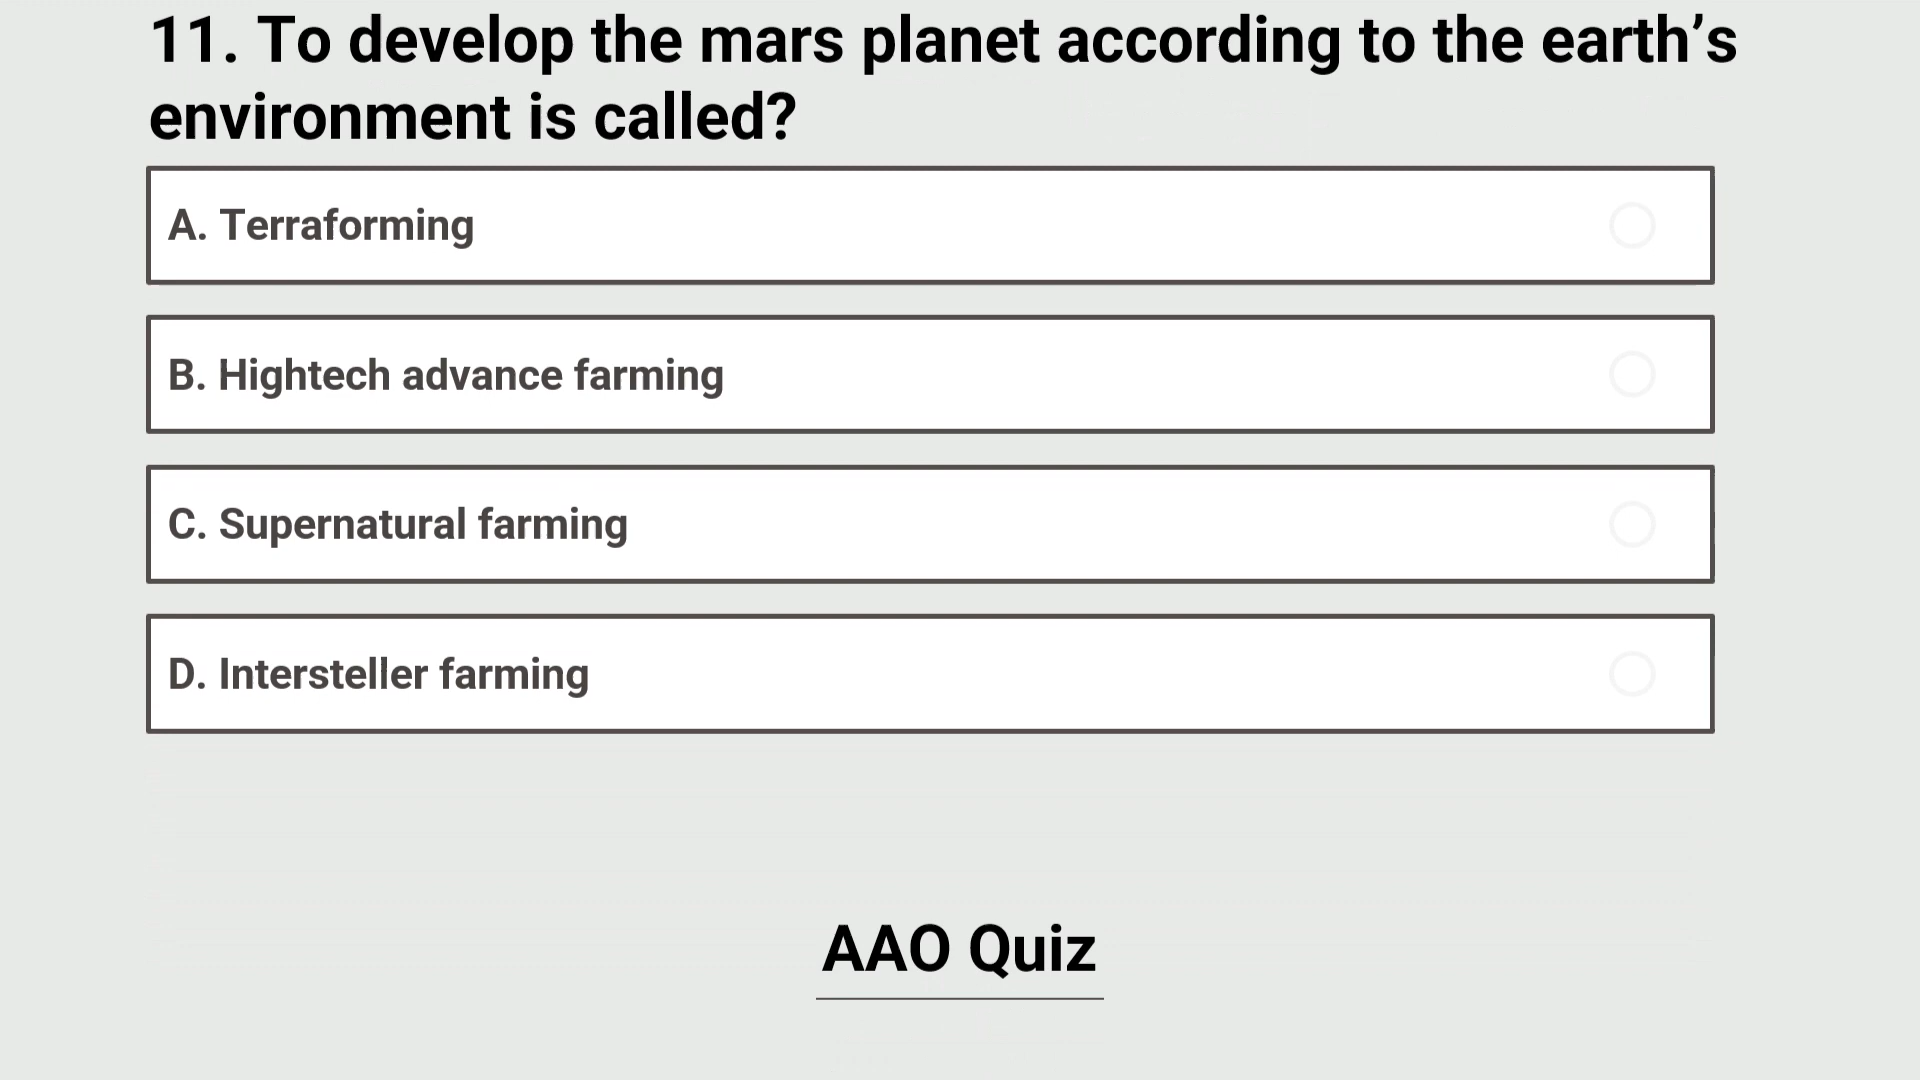 11. To develop the mars planet according to the earth’s
environment is called?
A. Terraforming
B. Hightech advance farming
C. Supernatural farming
D. Intersteller farming
AAO Quiz